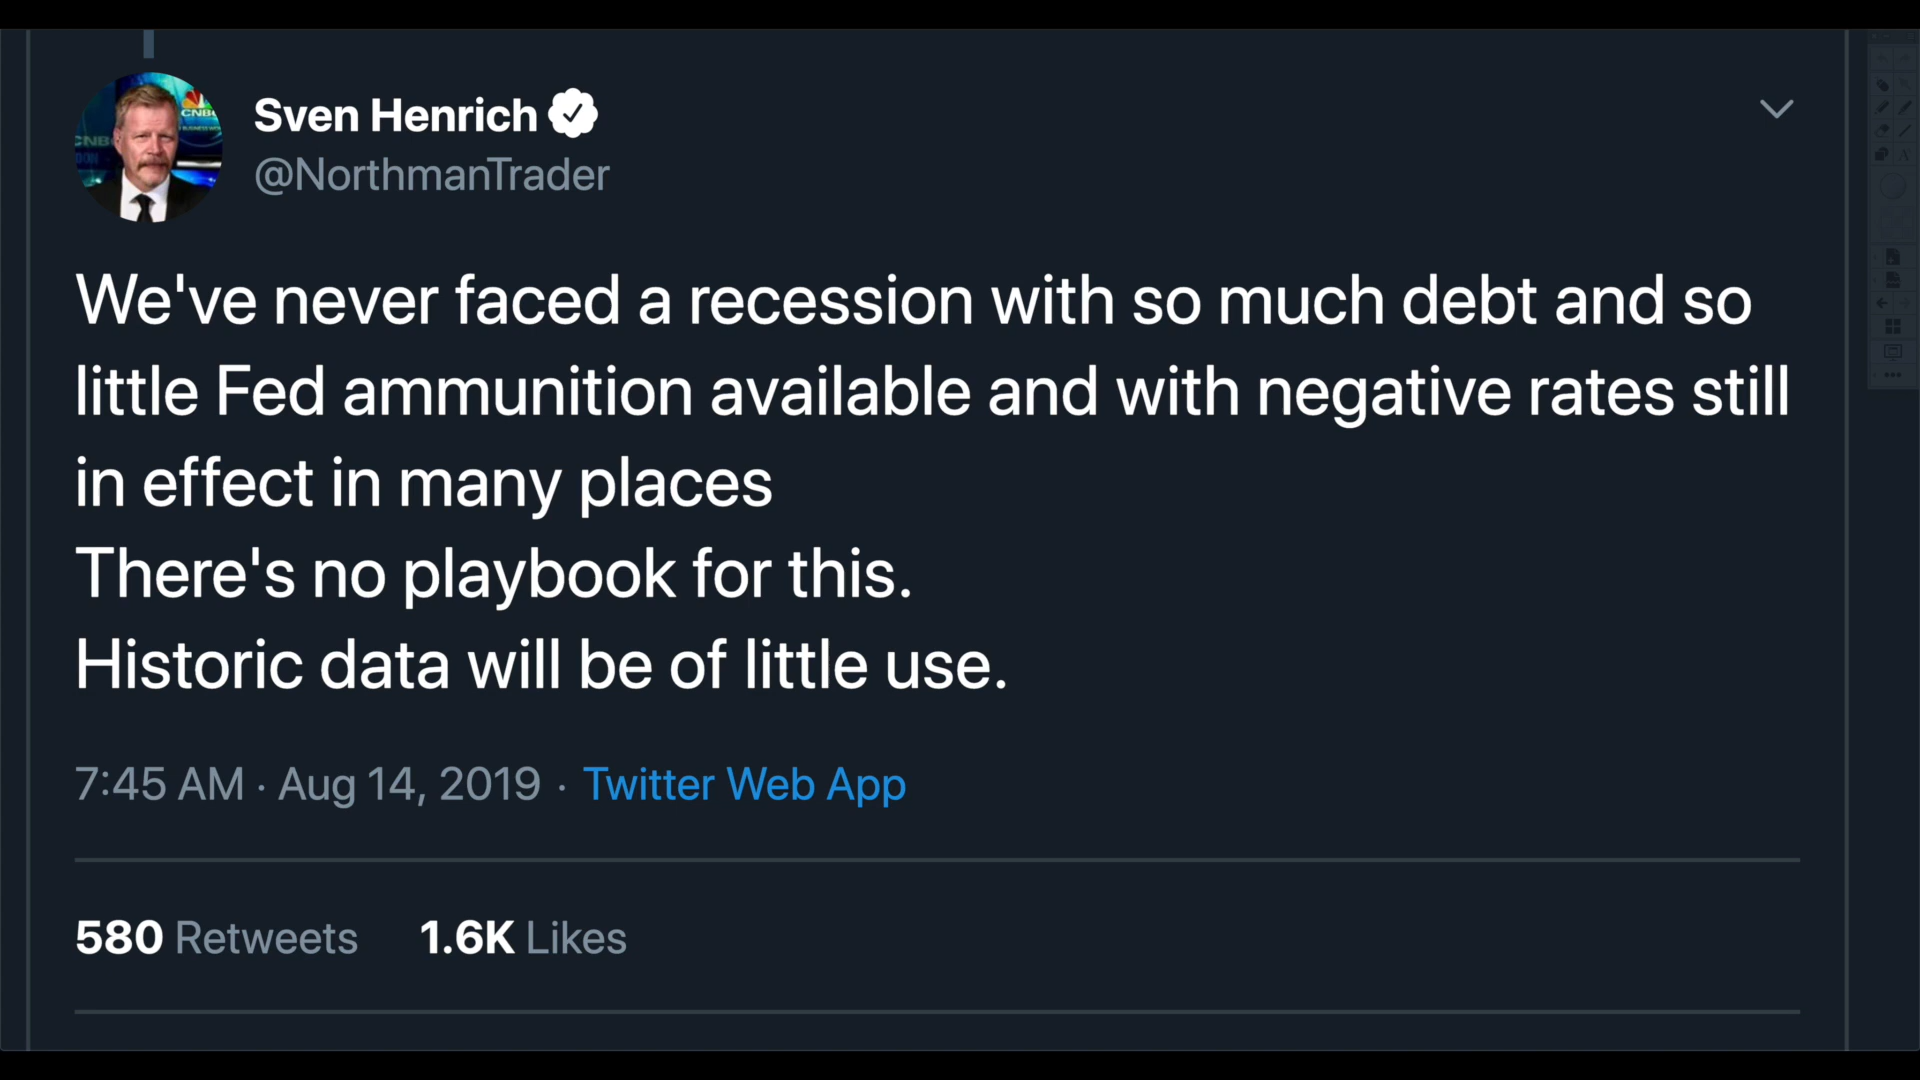 Sven Henrich
@NorthmanTrader
We've never faced a recession with so much debt and so
little Fed ammunition available and with negative rates still
in effect in many places
There's no playbook for this.
Historic data will be of little use.
7:45 AM · Aug 14, 2019 · Twitter Web App
580 Retweets 1.6K Likes